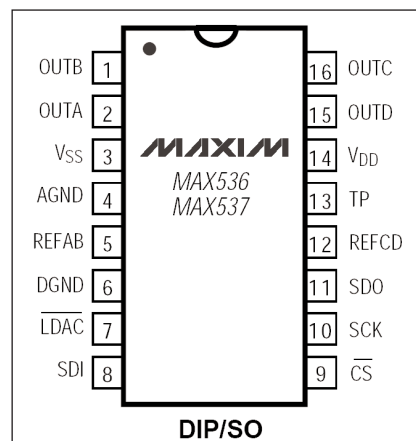 OUTB 1 16 OUTC
OUTA 2 15 OUTD
VSS 3 14 VDD
AGND 4 13 TP
REFAB 5 12 REFCD
DGND 6 11 SDO
LDAC 7 10 SCK
SDI 8 9 CS
MAXIM
MAX536
MAX537
DIP/SO